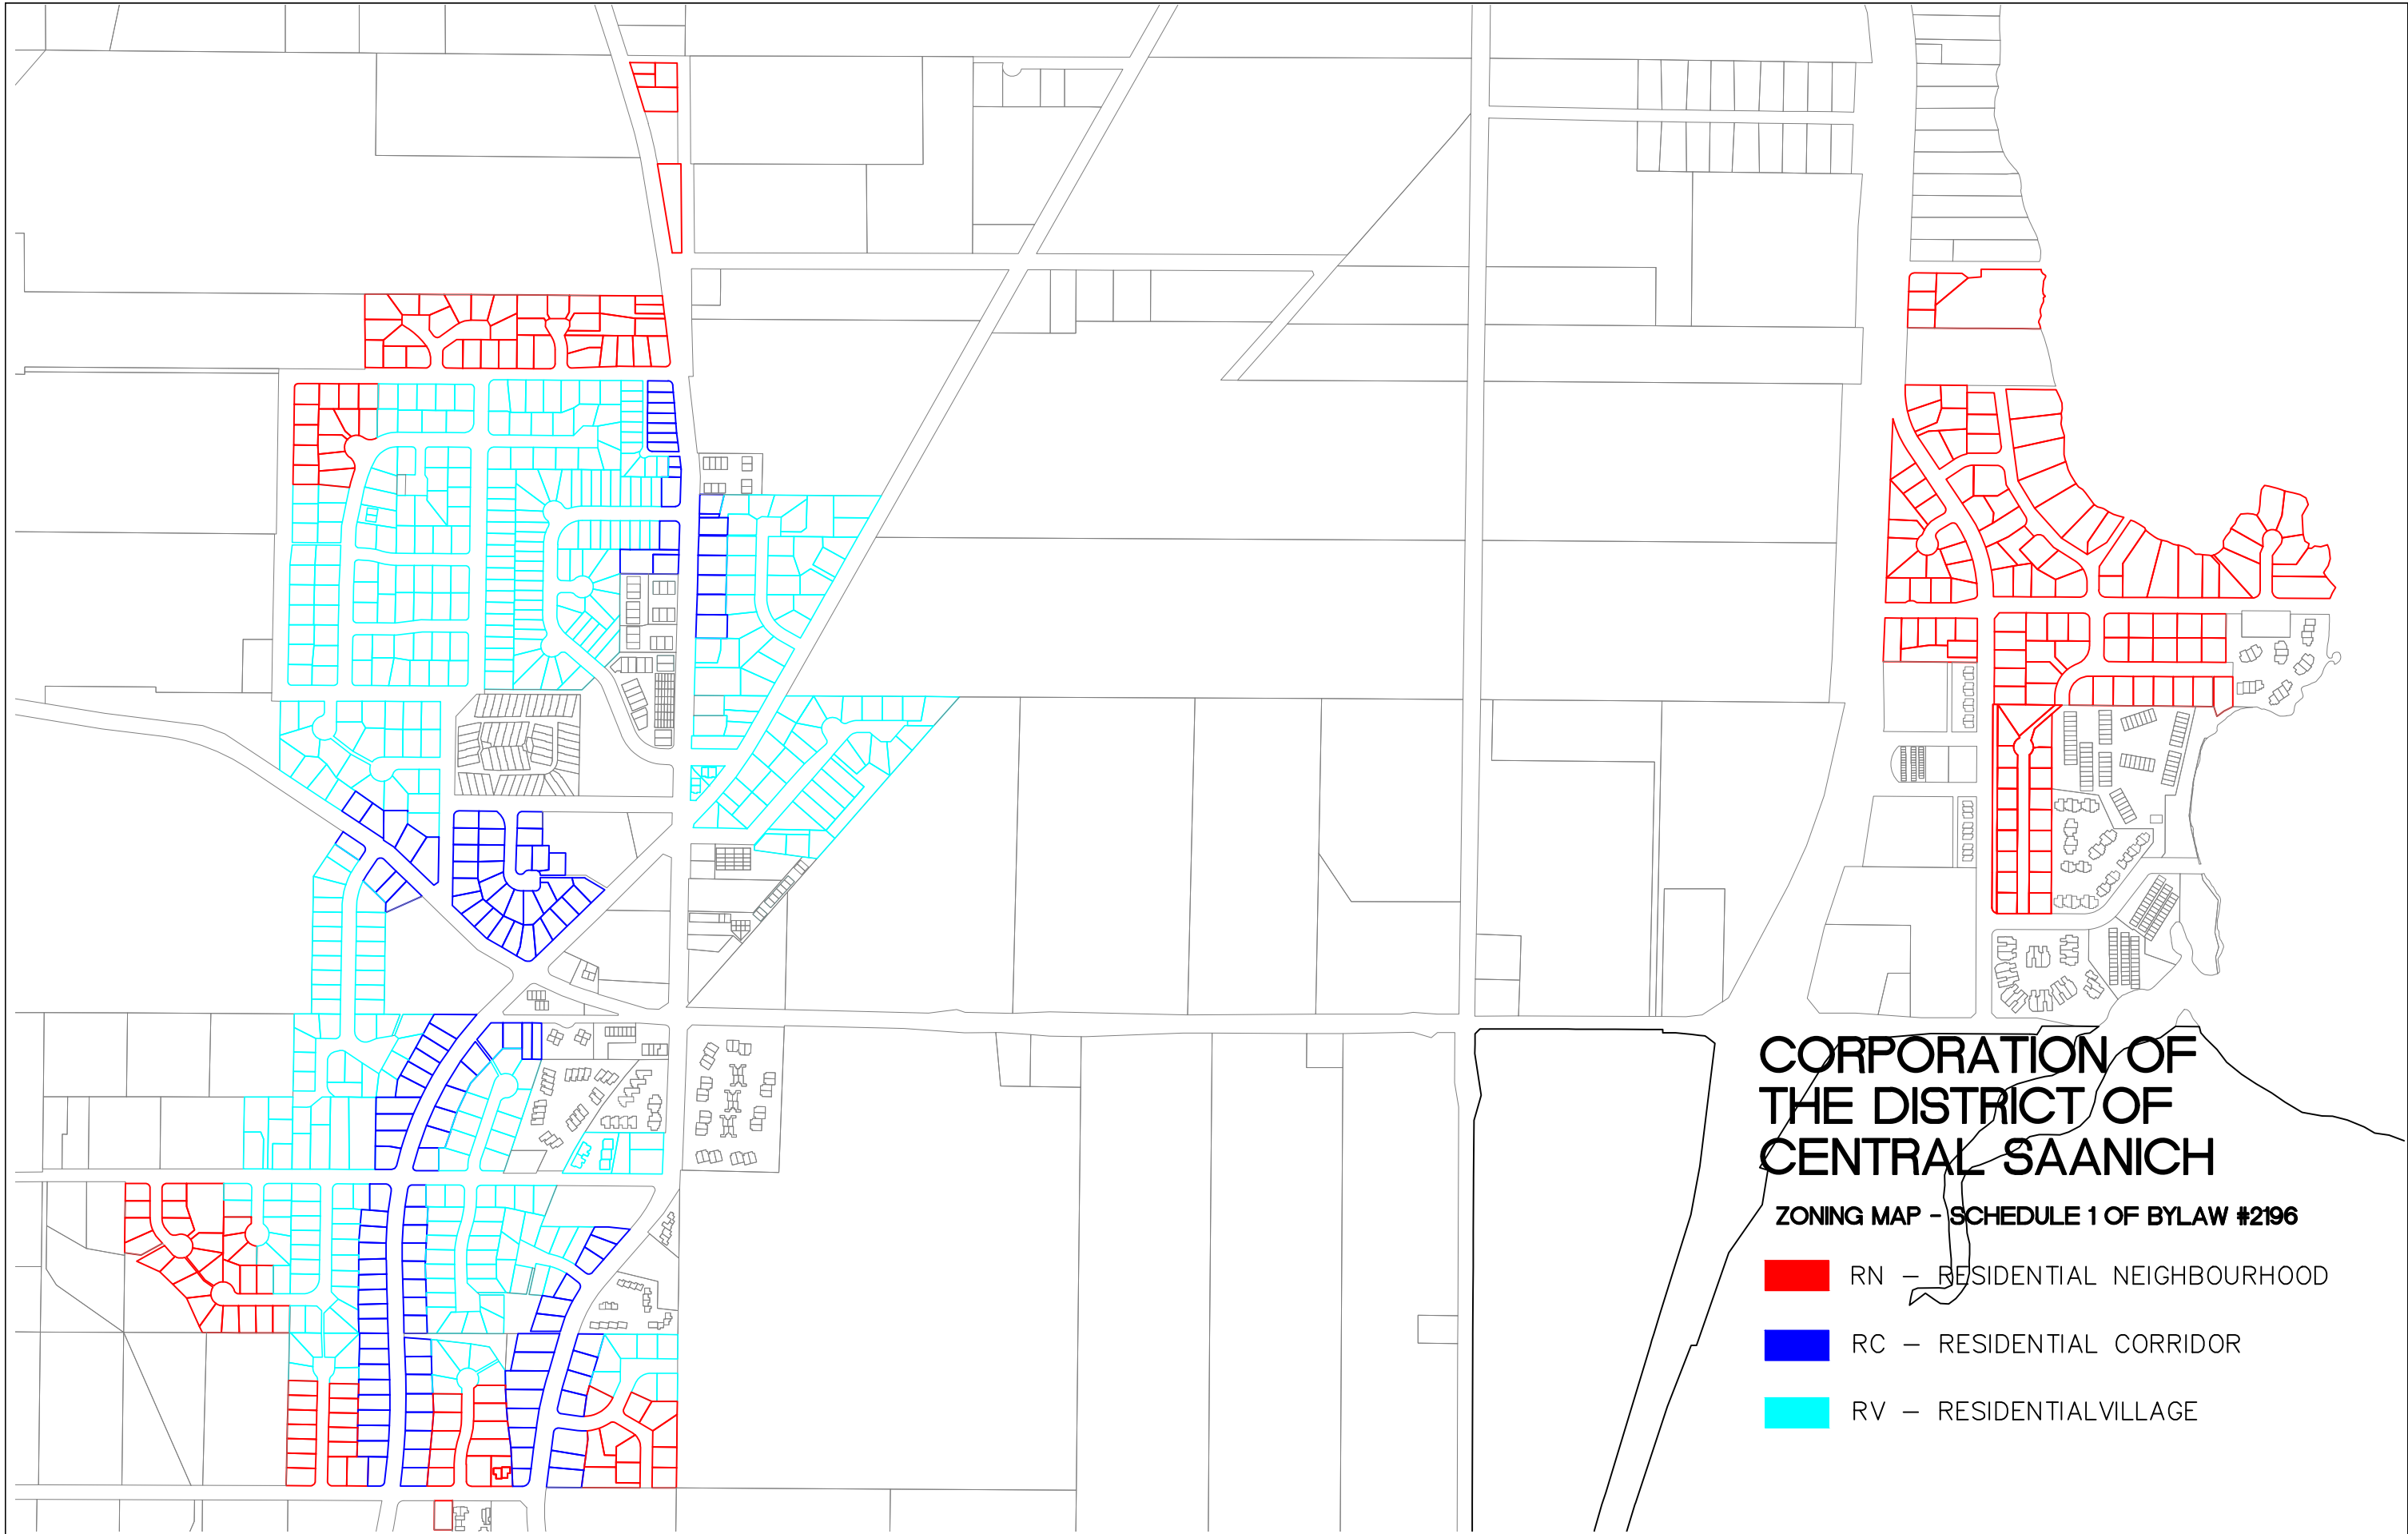 CORPORATION OF
THE DISTRICT OF
CENTRAL SAANICH
ZONING MAP - SCHEDULE 1 OF BYLAW #2196
RN - RESIDENTIAL NEIGHBOURHOOD
RC - RESIDENTIAL CORRIDOR
RV - RESIDENTIALVILLAGE